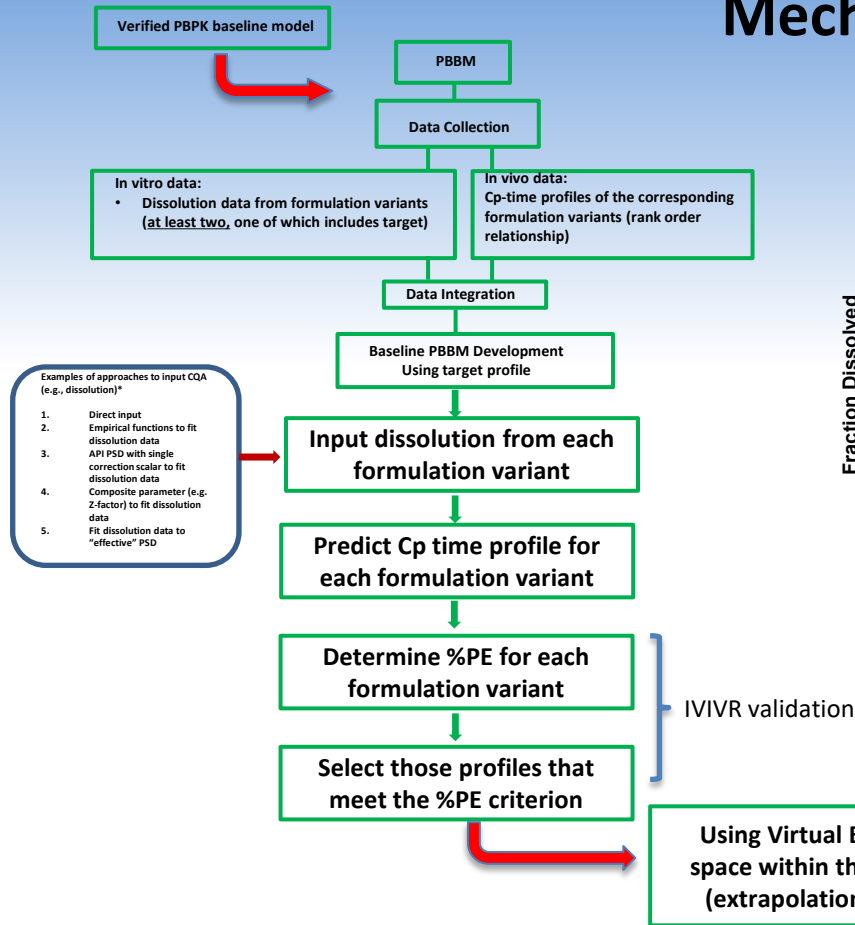 Mech
Verified PBPK baseline model
PBBM
Data Collection
In vitro data:
• Dissolution data from formulation variants
(at least two, one of which includes target)
In vivo data:
Cp-time profiles of the corresponding
formulation variants (rank order
relationship)
Data Integration
Baseline PBBM Development
Using target profile
Examples of approaches to input CQA
(e.g., dissolution)*
1. Direct input
2. Empirical functions to fit
dissolution data
3. API PSD with single
correction scalar to fit
dissolution data
4. Composite parameter (e.g.
Z-factor) to fit dissolution
data
5. Fit dissolution data to
“effective” PSD
Input dissolution from each
formulation variant
Predict Cp time profile for
each formulation variant
Determine %PE for each
formulation variant
Select those profiles that
meet the %PE criterion
IVIVR validation
Using Virtual B
space within th
(extrapolation
Fraction Dissolved